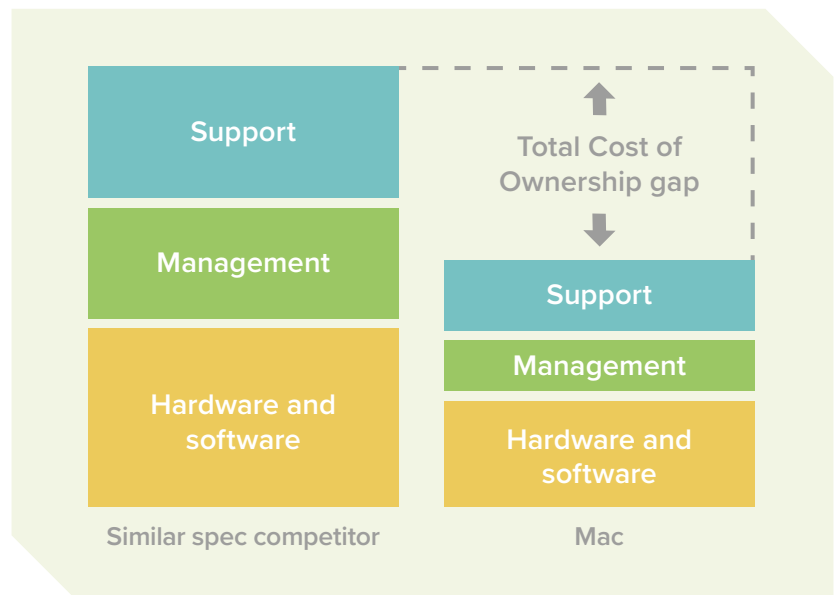 Support
Management
Hardware and
software
Similar spec competitor
Total Cost of
Ownership gap
Support
Management
Hardware and
software
Mac